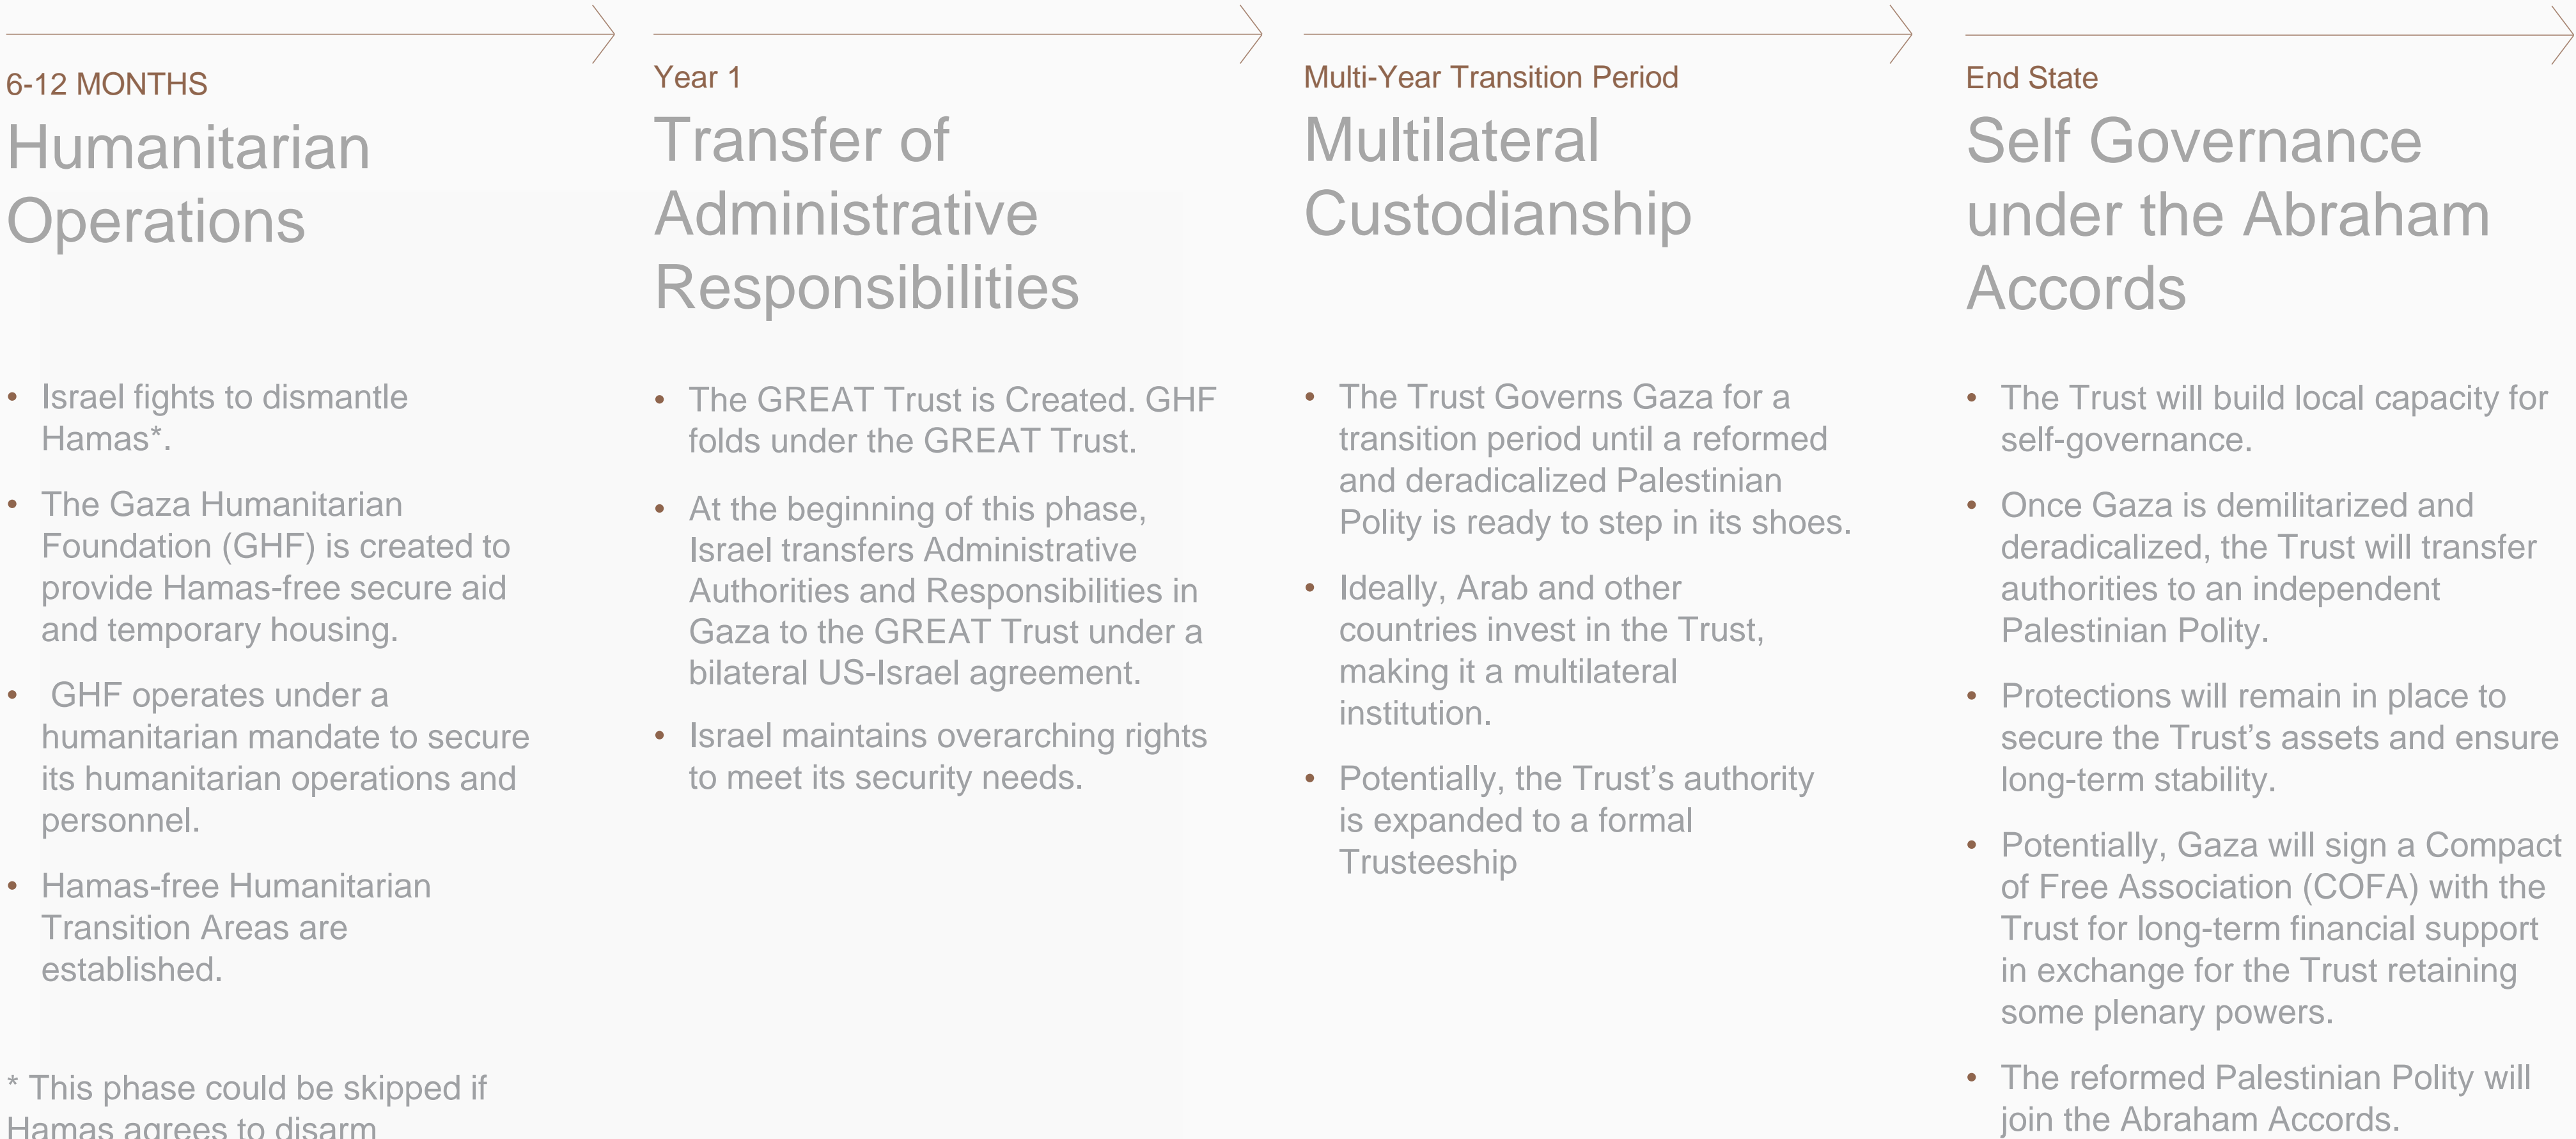 6-12 MONTHS
Humanitarian
Operations
• Israel fights to dismantle
Hamas*.
• The Gaza Humanitarian
Foundation (GHF) is created to
provide Hamas-free secure aid
and temporary housing.
• GHF operates under a
humanitarian mandate to secure
its humanitarian operations and
personnel.
• Hamas-free Humanitarian
Transition Areas are
established.
* This phase could be skipped if
Hamas agrees to disarm
Year 1
Transfer of
Administrative
Responsibilities
• The GREAT Trust is Created. GHF
folds under the GREAT Trust.
• At the beginning of this phase,
Israel transfers Administrative
Authorities and Responsibilities in
Gaza to the GREAT Trust under a
bilateral US-Israel agreement.
• Israel maintains overarching rights
to meet its security needs.
Multi-Year Transition Period
Multilateral
Custodianship
• The Trust Governs Gaza for a
transition period until a reformed
and deradicalized Palestinian
Polity is ready to step in its shoes.
• Ideally, Arab and other
countries invest in the Trust,
making it a multilateral
institution.
• Potentially, the Trust’s authority
is expanded to a formal
Trusteeship
End State
Self Governance
under the Abraham
Accords
• The Trust will build local capacity for
self-governance.
• Once Gaza is demilitarized and
deradicalized, the Trust will transfer
authorities to an independent
Palestinian Polity.
• Protections will remain in place to
secure the Trust’s assets and ensure
long-term stability.
• Potentially, Gaza will sign a Compact
of Free Association (COFA) with the
Trust for long-term financial support
in exchange for the Trust retaining
some plenary powers.
• The reformed Palestinian Polity will
join the Abraham Accords.